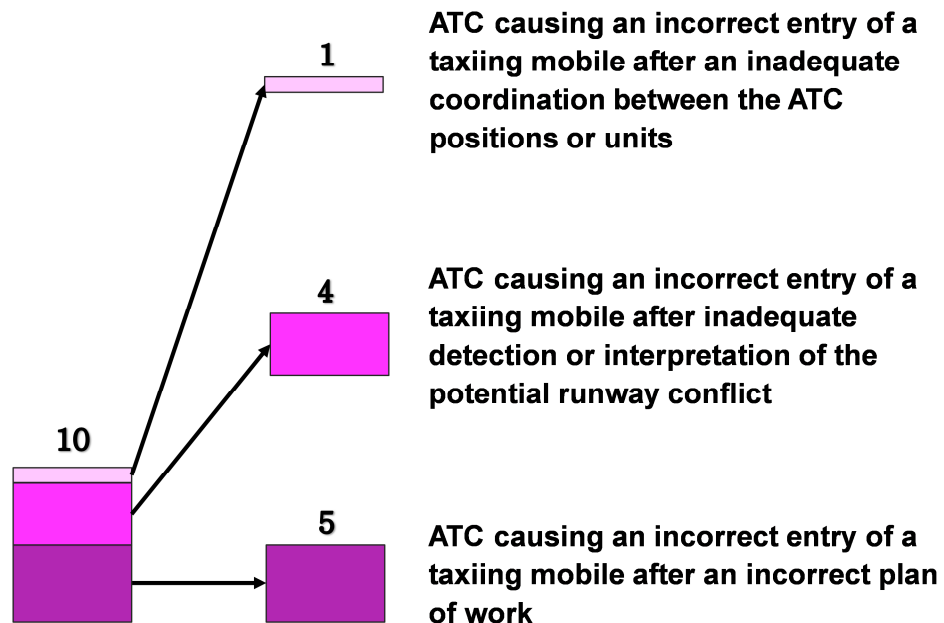 1
ATC causing an incorrect entry of a
taxiing mobile after an inadequate
coordination between the ATC
positions or units
4
ATC causing an incorrect entry of a
taxiing mobile after inadequate
detection or interpretation of the
potential runway conflict
10
5
ATC causing an incorrect entry of a
taxiing mobile after an incorrect plan
of work